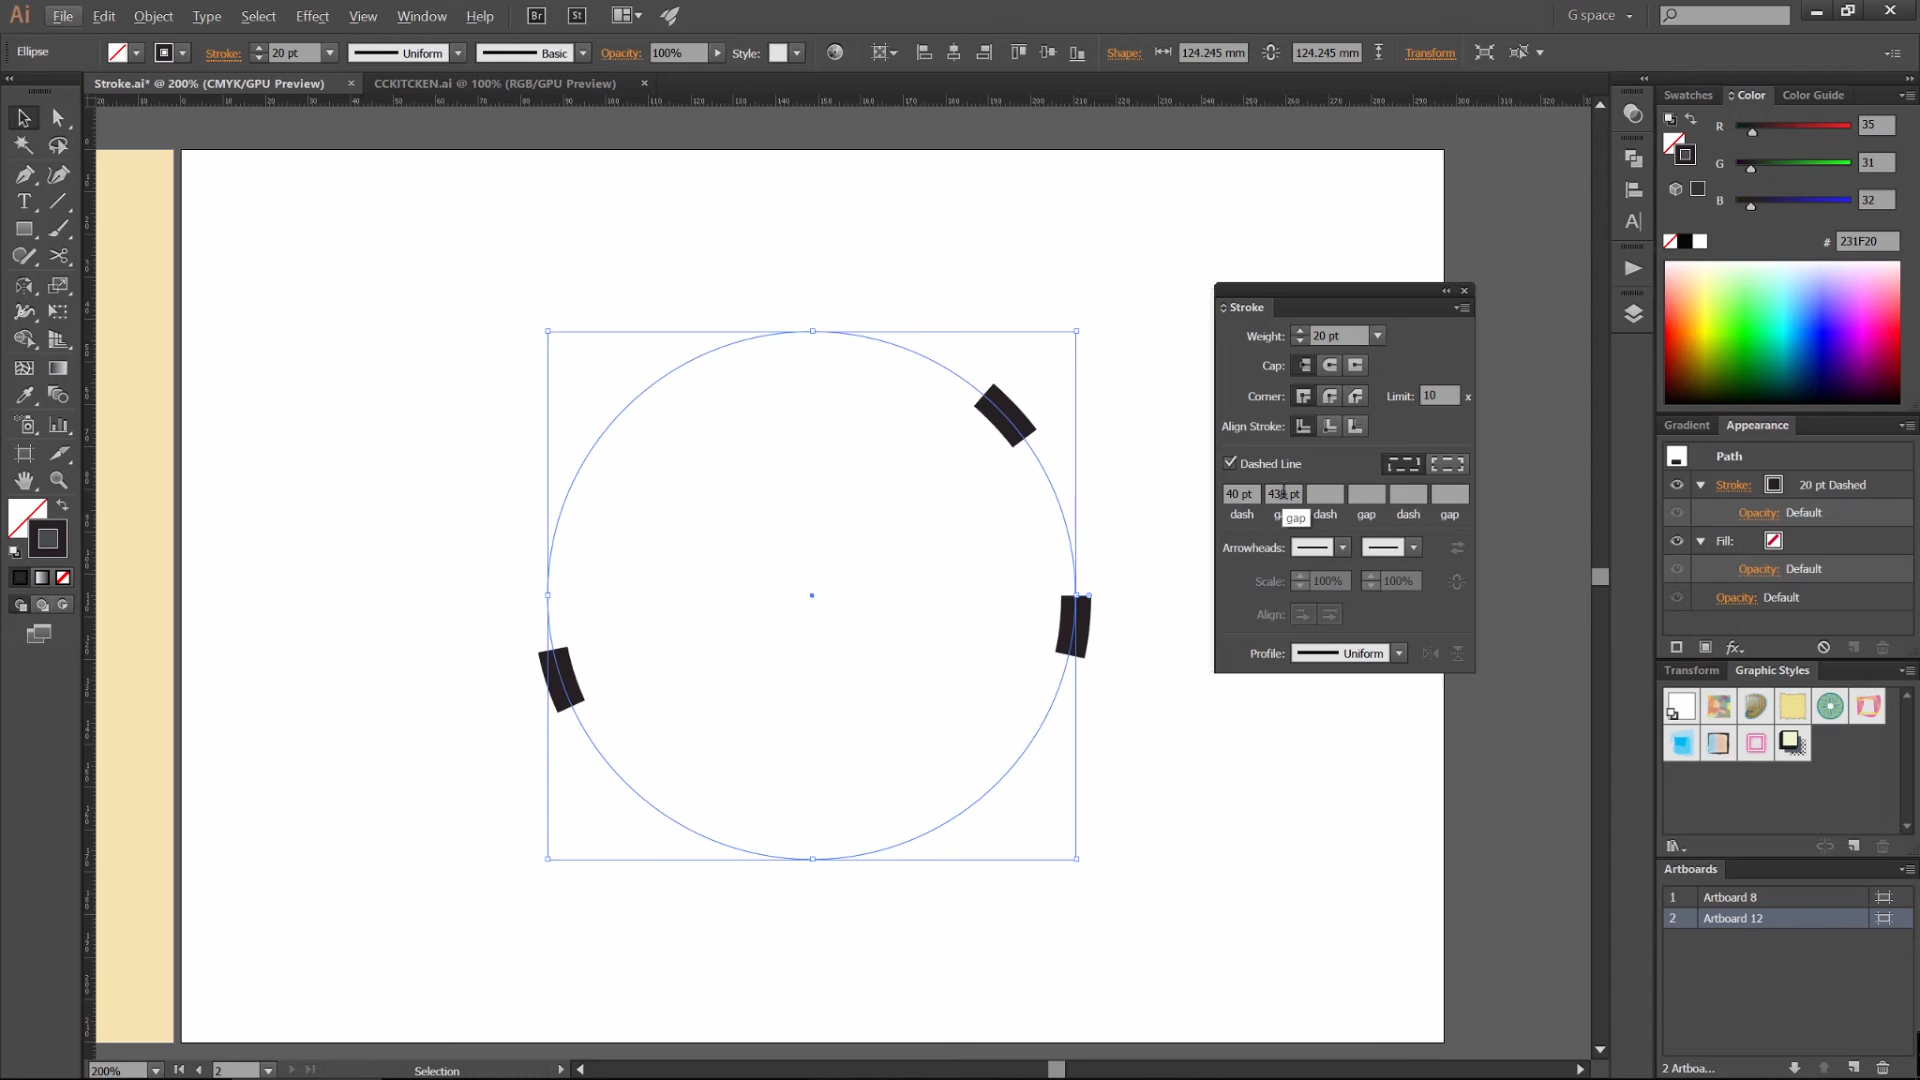 Ai File Edit Object Type Select Effect View Window Help Br St G space
Ellipse Stroke: 20 pt Uniform Basic Opacity: 100% Style: Shape: 124.245 mm 124.245 mm Transform
Stroke.ai* @ 200% (CMYK/GPU Preview) × CCKITCKEN.ai @ 100% (RGB/GPU Preview) ×
Swatches Color Color Guide
R 35
G 31
B 32
# 231F20
Stroke
Weight: 20 pt
Cap:
Corner: Limit: 10 x
Align Stroke:
Dashed Line
40 pt
dash dash gap dash gap
gap
Arrowheads:
Scale: 100% 100%
Align:
Profile: Uniform
Gradient Appearance
Path
Stroke: 20 pt Dashed
Opacity: Default
Fill:
Opacity: Default
Opacity: Default
fx
Transform Graphic Styles
Artboards
1 Artboard 8
2 Artboard 12
2 Artboa...
200% 2 Selection